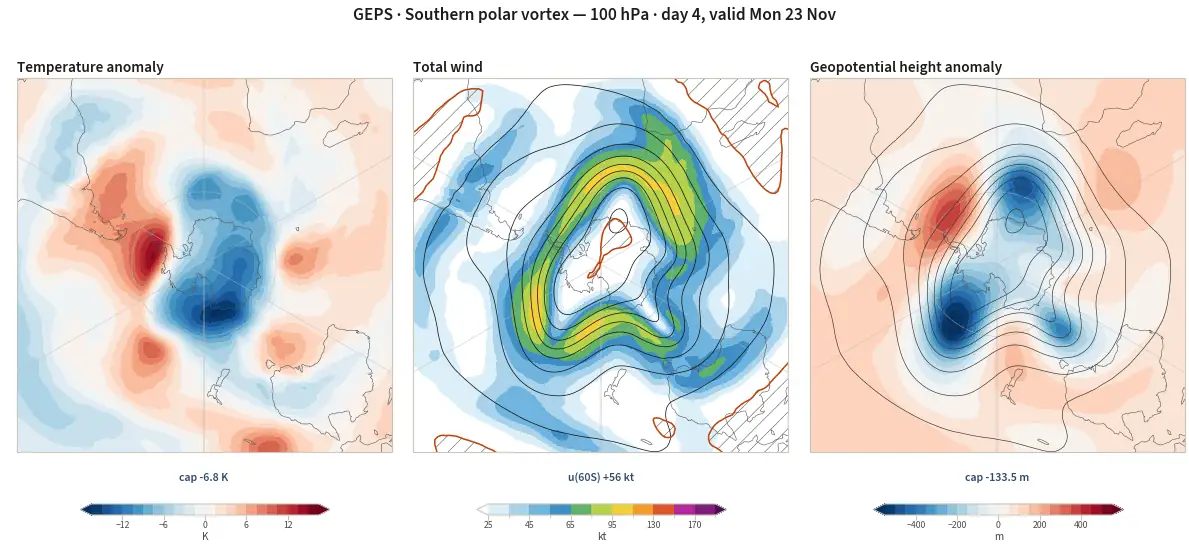 GEPS · Southern polar vortex — 100 hPa · day 4, valid Mon 23 Nov
Temperature anomaly
Total wind
Geopotential height anomaly
cap -6.8 K
u(60S) +56 kt
cap -133.5 m
−12 −6 0 6 12
K
25 45 65 95 130 170
kt
−400 −200 0 200 400
m